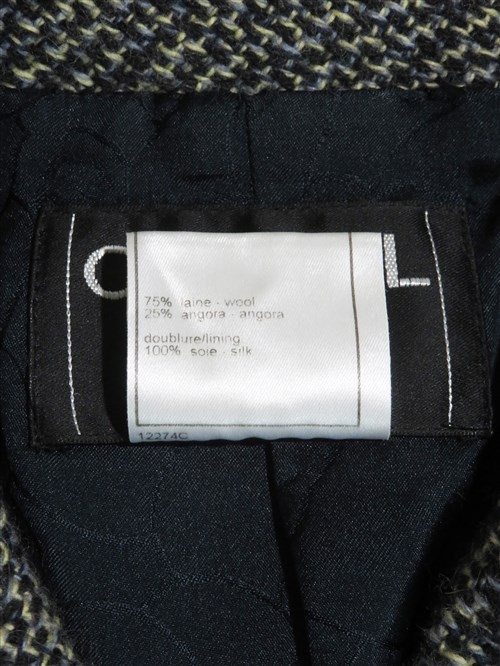 C L
75% laine - wool
25% angora - angora
doublure/lining
100% soie - silk
12274C